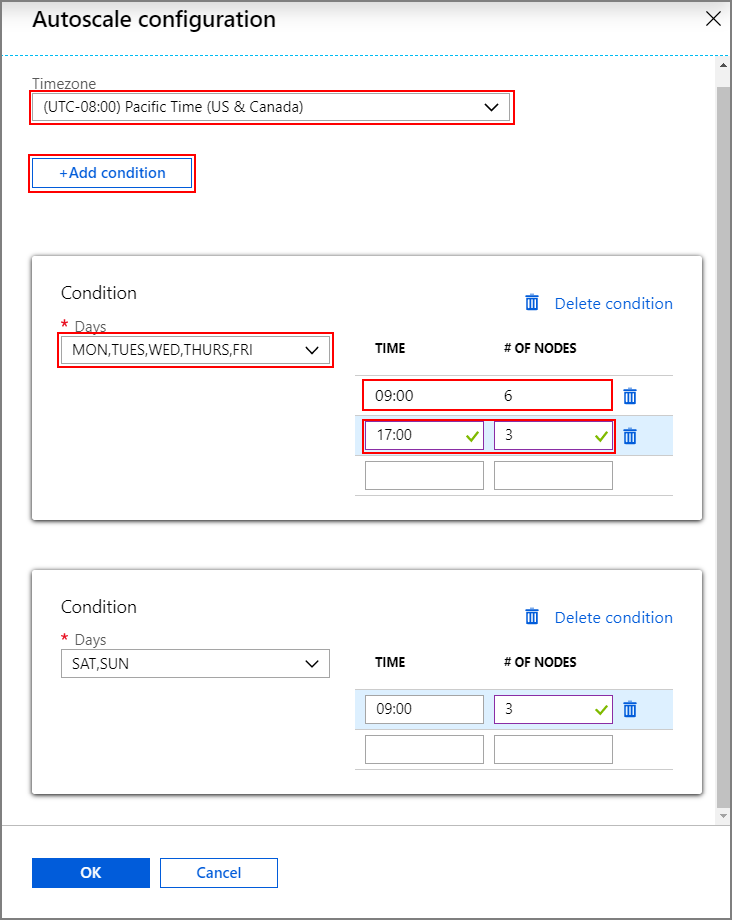 Autoscale configuration
Timezone
(UTC-08:00) Pacific Time (US & Canada)
+Add condition
Condition
Delete condition
* Days
MON,TUES,WED,THURS,FRI
TIME # OF NODES
09:00 6
17:00 3
Condition
Delete condition
* Days
SAT,SUN
TIME # OF NODES
09:00 3
OK Cancel